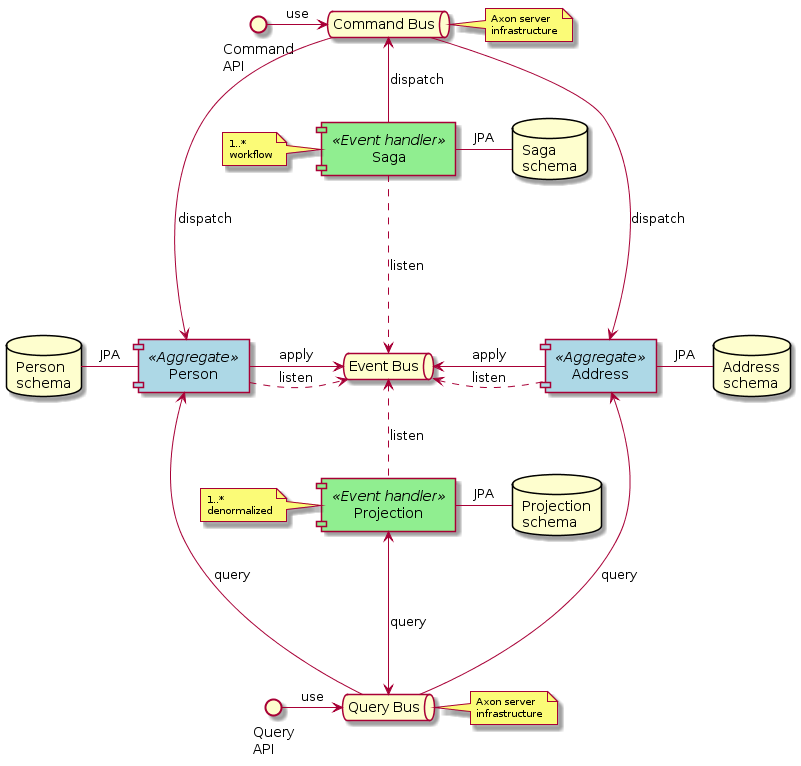 use
Command Bus
Axon server
infrastructure
Command
API
dispatch
1..*
workflow
«Event handler»
Saga
JPA
Saga
schema
dispatch
dispatch
listen
Person
schema
JPA
«Aggregate»
Person
apply
listen
Event Bus
apply
listen
«Aggregate»
Address
JPA
Address
schema
listen
1..*
denormalized
«Event handler»
Projection
JPA
Projection
schema
query
query
query
use
Query Bus
Axon server
infrastructure
Query
API